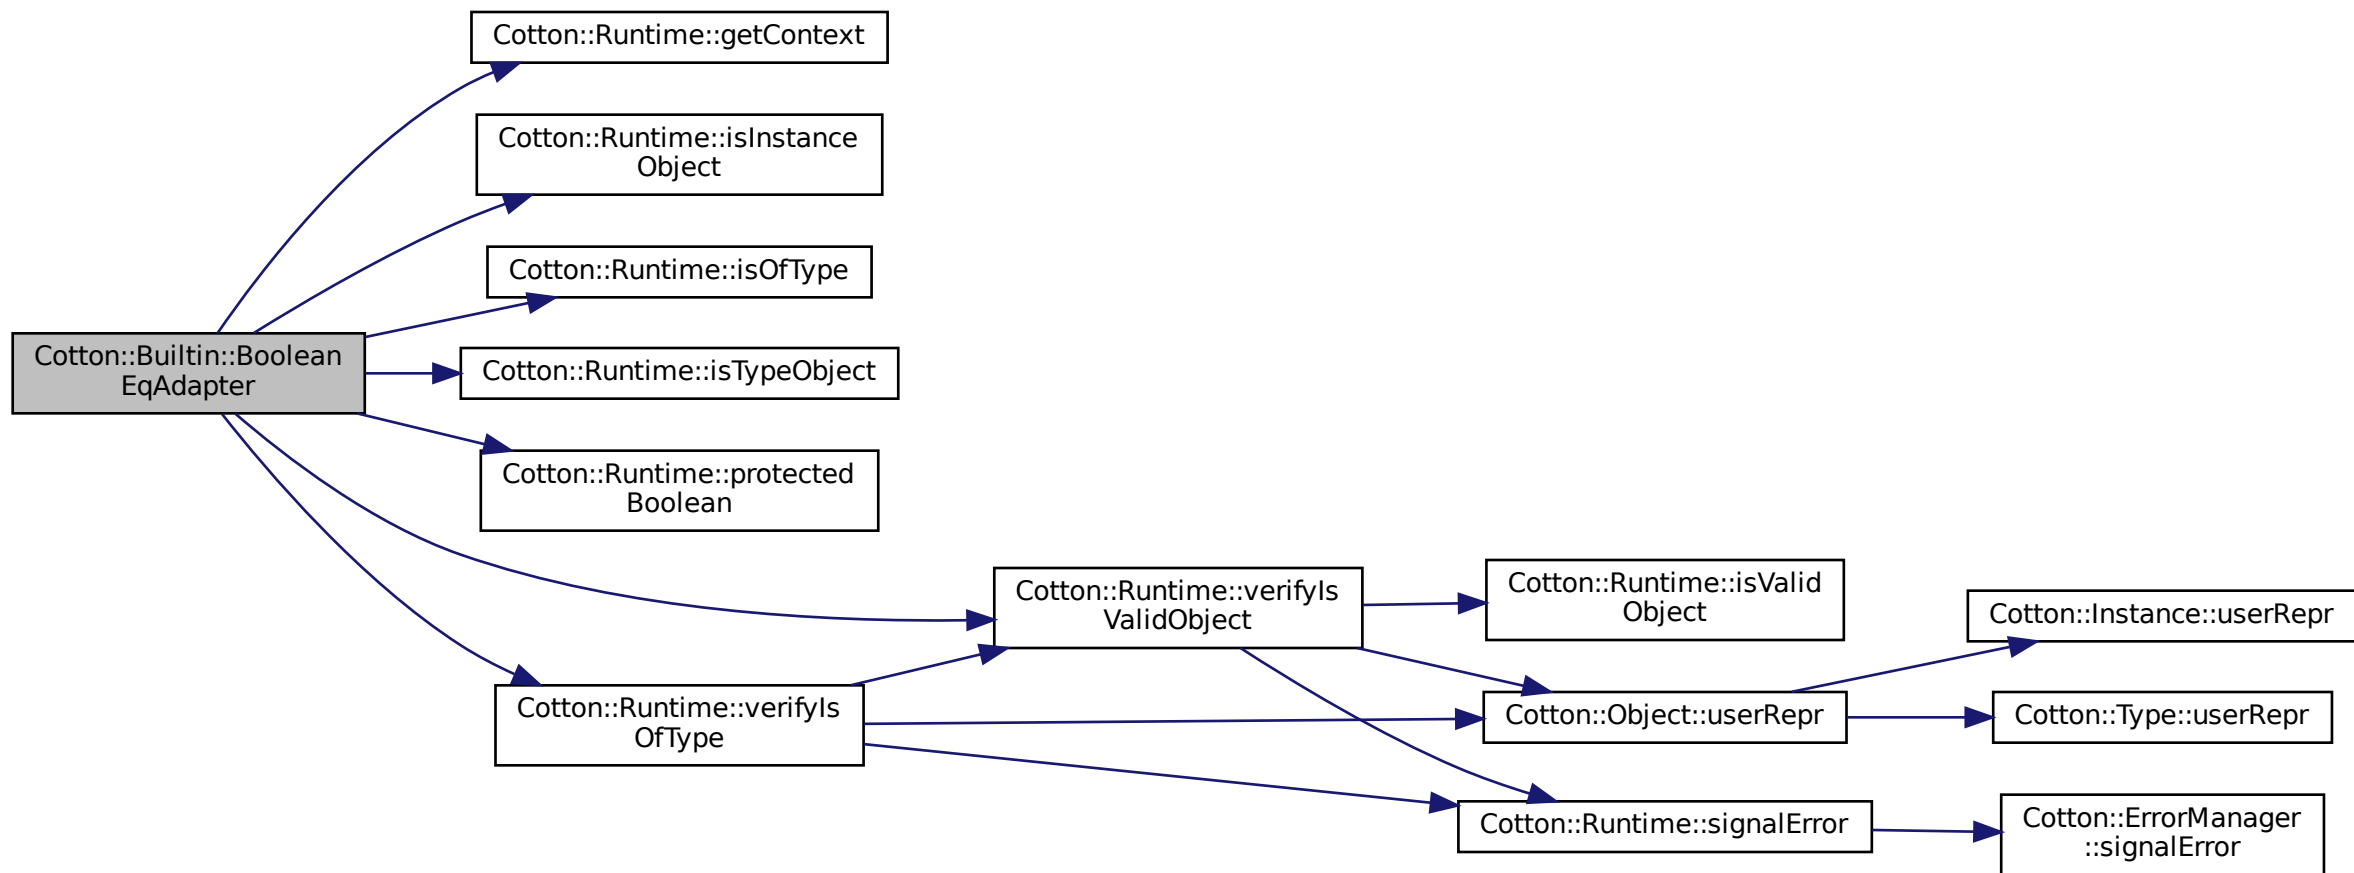 Cotton::Runtime::getContext
Cotton::Runtime::isInstance
Object
Cotton::Runtime::isOfType
Cotton::Builtin::Boolean
EqAdapter
Cotton::Runtime::isTypeObject
Cotton::Runtime::protected
Boolean
Cotton::Runtime::verifyIs
ValidObject
Cotton::Runtime::isValid
Object
Cotton::Instance::userRepr
Cotton::Runtime::verifyIs
OfType
Cotton::Object::userRepr
Cotton::Type::userRepr
Cotton::Runtime::signalError
Cotton::ErrorManager
::signalError